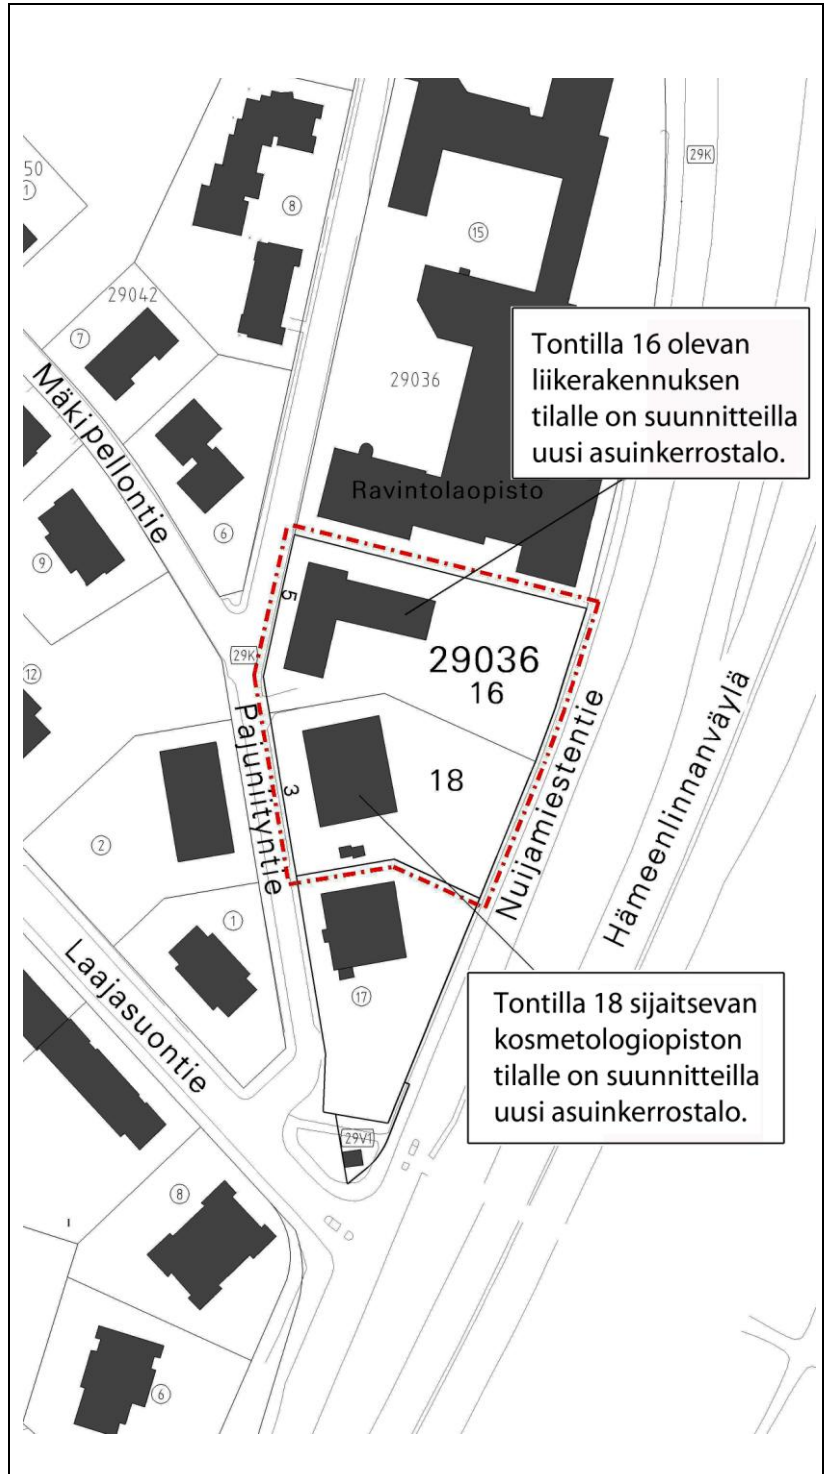 29K
50
1
8
15
29042
7
Tontilla 16 olevan
liikerakennuksen
tilalle on suunnitteilla
uusi asuinkerrostalo.
29036
Mäkipellontie
Ravintolaopisto
6
9
5
29K
29036
16
12
Pajuniityntie
3
18
2
Nuijamiestentie
Hämeenlinnanväylä
1
Laajasuontie
17
Tontilla 18 sijaitsevan
kosmetologiopiston
tilalle on suunnitteilla
uusi asuinkerrostalo.
29V1
8
6